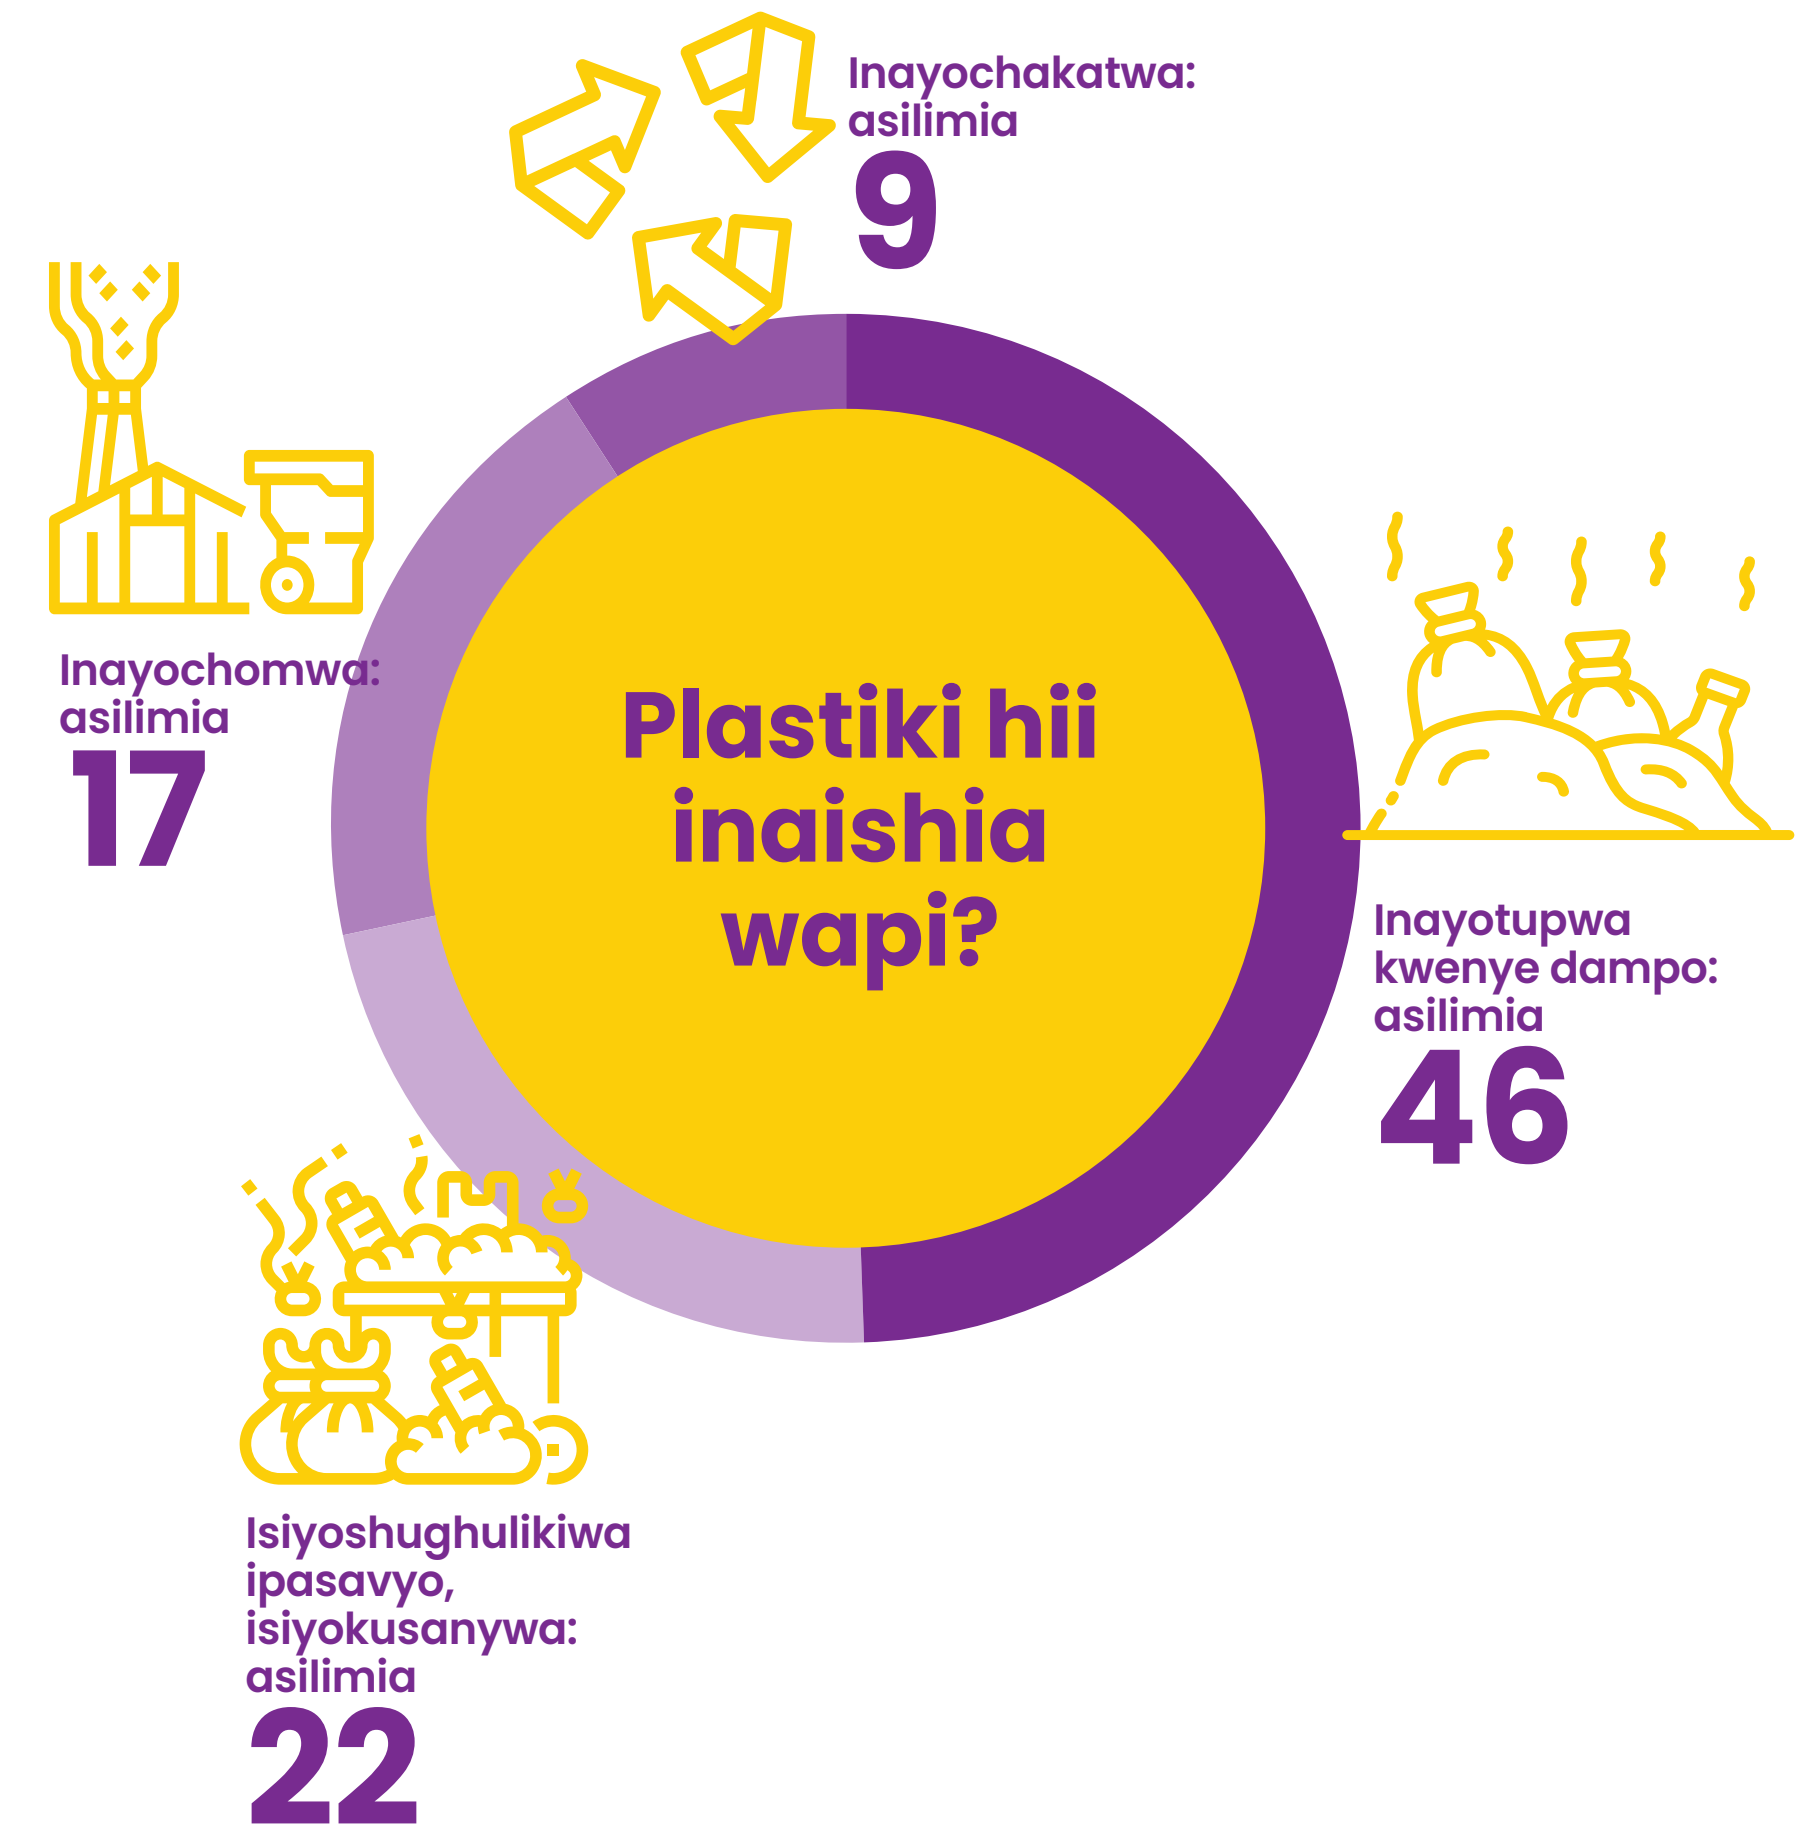 Inayochakatwa:
asilimia
9
Inayochomwa:
asilimia
17
Plastiki hii
inaishia
wapi?
Inayotupwa
kwenye dampo:
asilimia
46
Isiyoshughulikiwa
ipasavyo,
isiyokusanywa:
asilimia
22